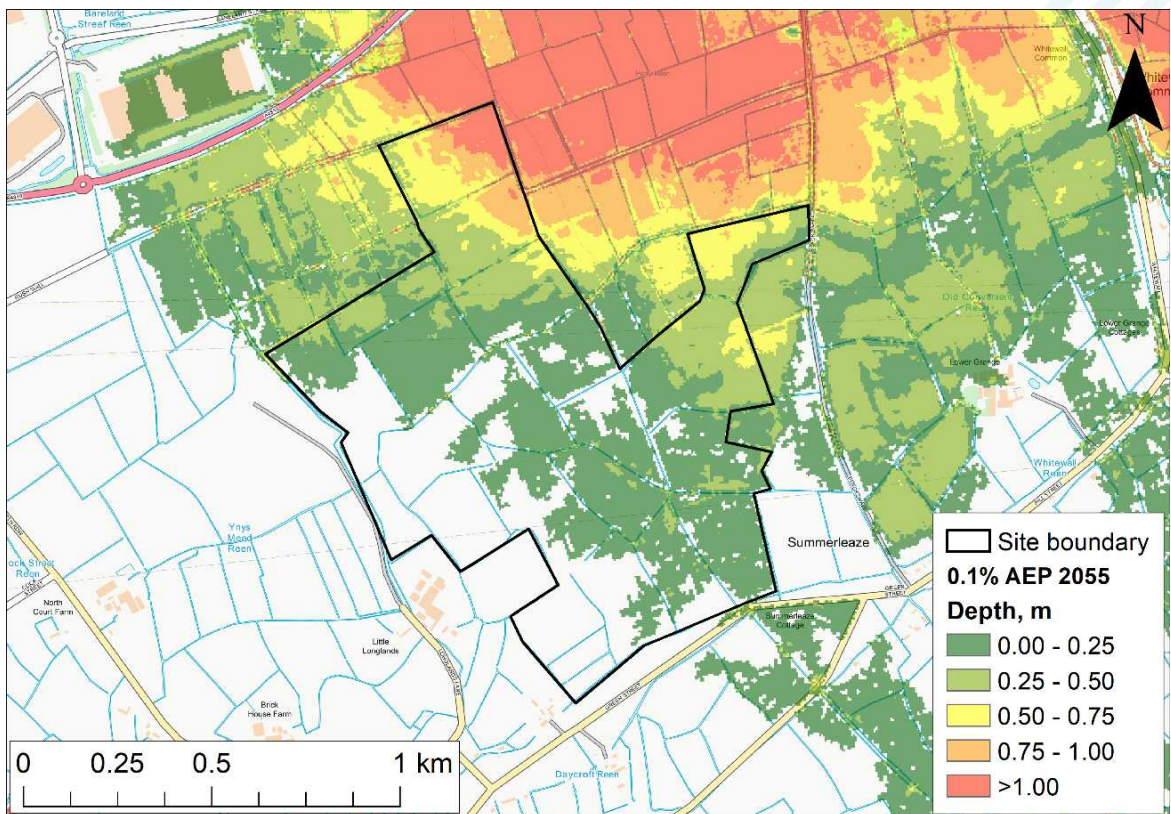 Bareland
Street Reen
N
Whitewall
Common
Old Convenient
Reen
Lower Grange
Cottages
Lower Grange
Whitewall
Reen
Ynys
Mead
Reen
North
Court Farm
Little
Longlands
Brick
House Farm
Summerleaze
Summerleaze
Cottage
GREEN STREET
Daycroft Reen
Site boundary
0.1% AEP 2055
Depth, m
0.00 - 0.25
0.25 - 0.50
0.50 - 0.75
0.75 - 1.00
>1.00
0 0.25 0.5 1 km